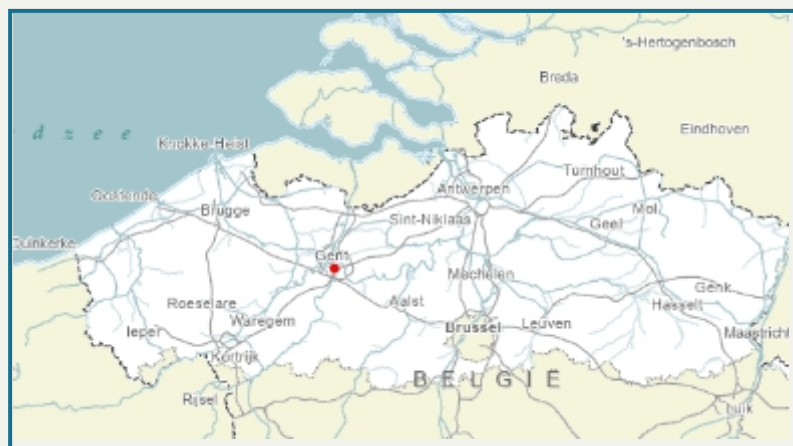 's-Hertogenbosch
Breda
Eindhoven
d z e e
Knokke-Heist
Turnhout
Antwerpen
Oostende
Mol
Brugge
Sint-Niklaas
Geel
Duinkerke
Gent
Mechelen
Genk
Roeselare
Aalst
Hasselt
Waregem
Brussel
Leuven
Ieper
Maastricht
Kortrijk
BELGIË
Rijsel
Luik